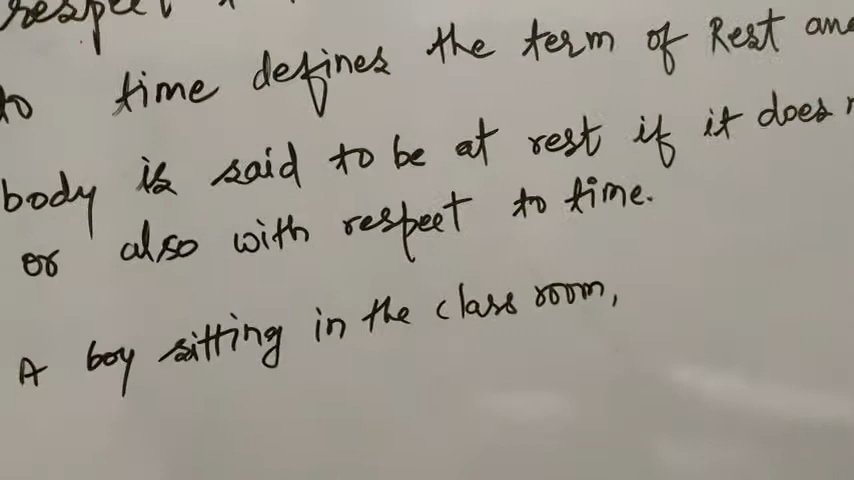 respect
to time defines the term of Rest and
body is said to be at rest if it does
or also with respect to time.
A boy sitting in the class room,